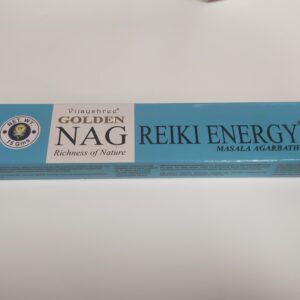 NET WT
15 Gms
Vijayshree
GOLDEN
NAG
Richness of Nature
REIKI ENERGY
MASALA AGARBATHI